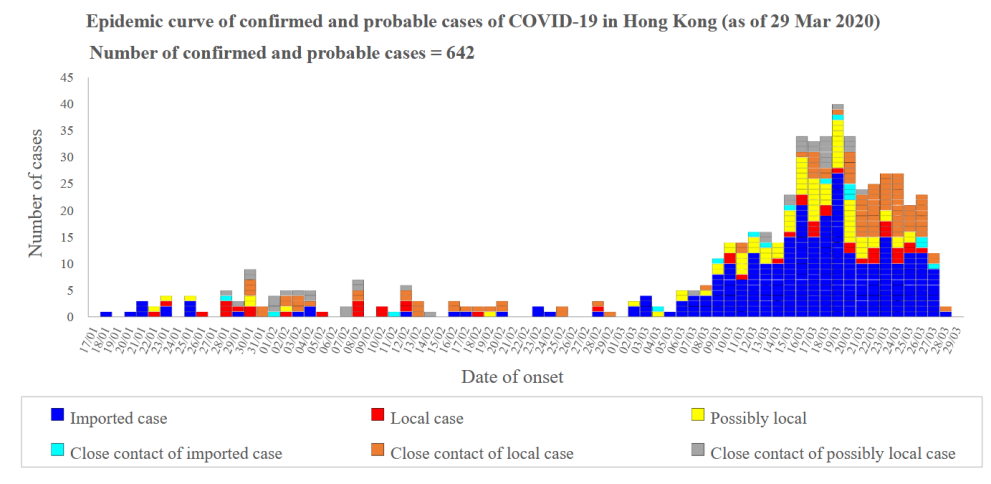 Epidemic curve of confirmed and probable cases of COVID-19 in Hong Kong (as of 29 Mar 2020)
Number of confirmed and probable cases = 642
Number of cases
45
40
35
30
25
20
15
10
5
0
17/01 18/01 19/01 20/01 21/01 22/01 23/01 24/01 25/01 26/01 27/01 28/01 29/01 30/01 31/01 01/02 02/02 03/02 04/02 05/02 06/02 07/02 08/02 09/02 10/02 11/02 12/02 13/02 14/02 15/02 16/02 17/02 18/02 19/02 20/02 21/02 22/02 23/02 24/02 25/02 26/02 27/02 28/02 29/02 01/03 02/03 03/03 04/03 05/03 06/03 07/03 08/03 09/03 10/03 11/03 12/03 13/03 14/03 15/03 16/03 17/03 18/03 19/03 20/03 21/03 22/03 23/03 24/03 25/03 26/03 27/03 28/03 29/03
Date of onset
Imported case Local case Possibly local
Close contact of imported case Close contact of local case Close contact of possibly local case